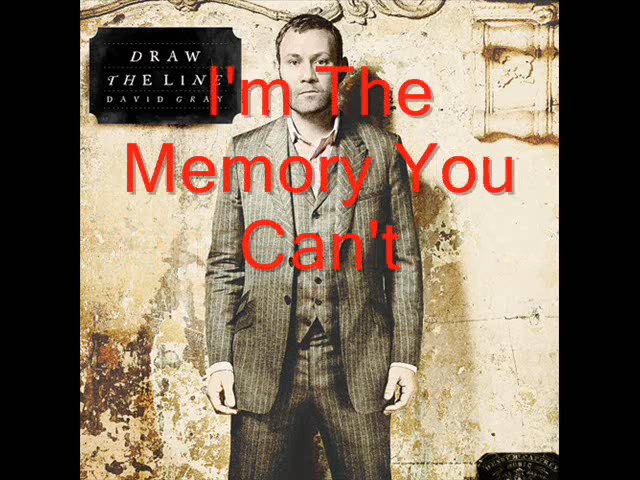 DRAW
THE LINE
DAVID GRAY
I'm The
Memory You
Can't